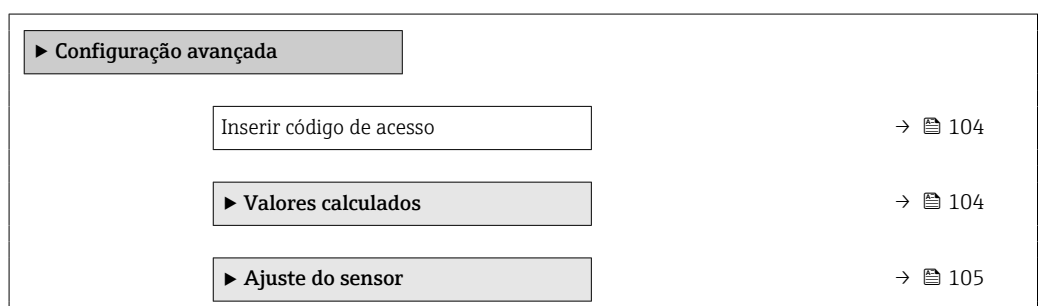 ▶ Configuração avançada
Inserir código de acesso → 104
▶ Valores calculados → 104
▶ Ajuste do sensor → 105